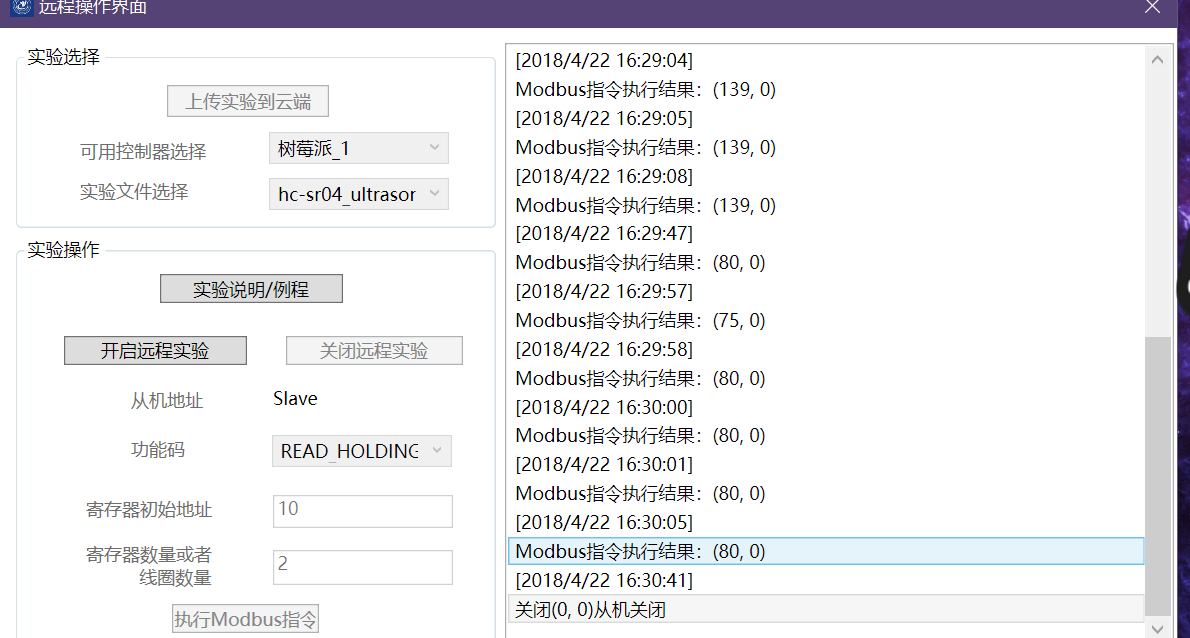 远程操作界面
实验选择
上传实验到云端
可用控制器选择
树莓派_1
实验文件选择
hc-sr04_ultrasor
实验操作
实验说明/例程
开启远程实验
关闭远程实验
从机地址
Slave
功能码
READ_HOLDING
寄存器初始地址
10
寄存器数量或者
线圈数量
2
执行Modbus指令
[2018/4/22 16:29:04]
Modbus指令执行结果：(139, 0)
[2018/4/22 16:29:05]
Modbus指令执行结果：(139, 0)
[2018/4/22 16:29:08]
Modbus指令执行结果：(139, 0)
[2018/4/22 16:29:47]
Modbus指令执行结果：(80, 0)
[2018/4/22 16:29:57]
Modbus指令执行结果：(75, 0)
[2018/4/22 16:29:58]
Modbus指令执行结果：(80, 0)
[2018/4/22 16:30:00]
Modbus指令执行结果：(80, 0)
[2018/4/22 16:30:01]
Modbus指令执行结果：(80, 0)
[2018/4/22 16:30:05]
Modbus指令执行结果：(80, 0)
[2018/4/22 16:30:41]
关闭(0, 0)从机关闭